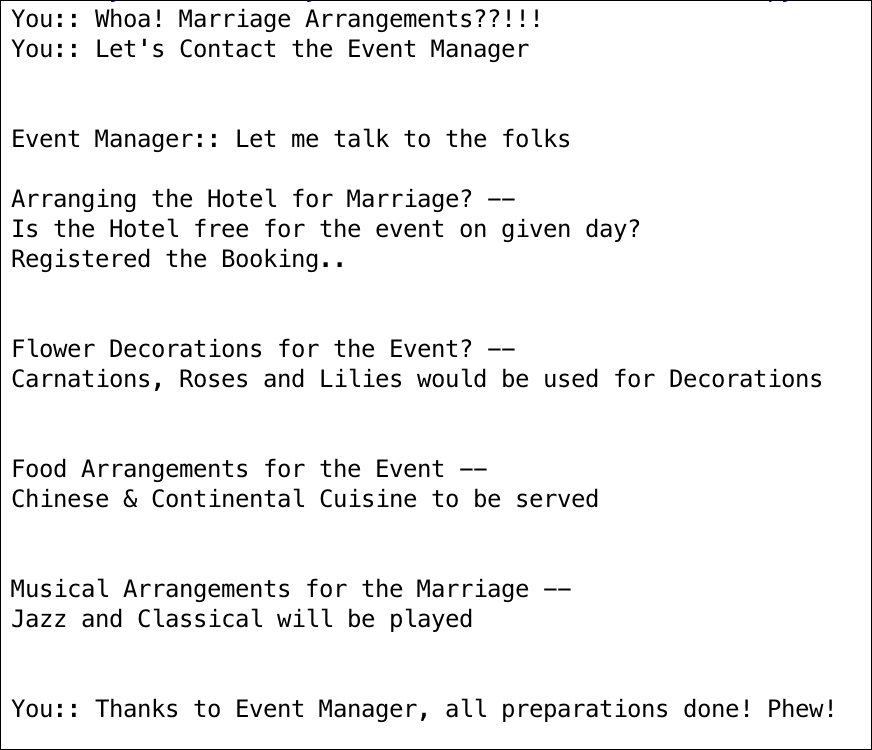 You:: Whoa! Marriage Arrangements??!!!
You:: Let's Contact the Event Manager
Event Manager:: Let me talk to the folks
Arranging the Hotel for Marriage? --
Is the Hotel free for the event on given day?
Registered the Booking..
Flower Decorations for the Event? --
Carnations, Roses and Lilies would be used for Decorations
Food Arrangements for the Event --
Chinese & Continental Cuisine to be served
Musical Arrangements for the Marriage --
Jazz and Classical will be played
You:: Thanks to Event Manager, all preparations done! Phew!